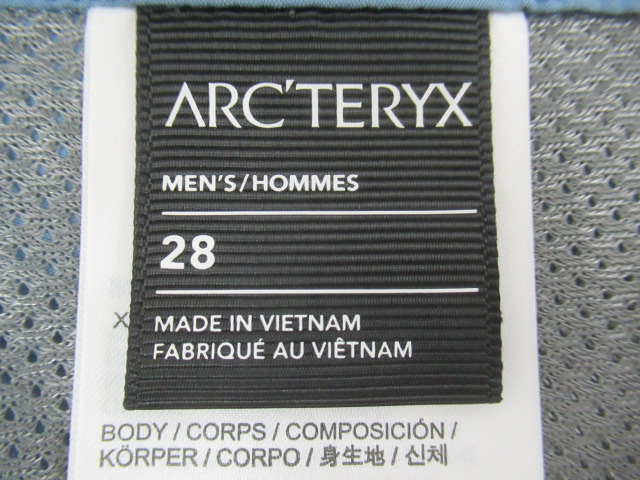 ARC'TERYX
MEN'S/HOMMES
28
X
MADE IN VIETNAM
FABRIQUÉ AU VIÊTNAM
BODY / CORPS / COMPOSICIÓN /
KÖRPER / CORPO / 身生地 / 신체